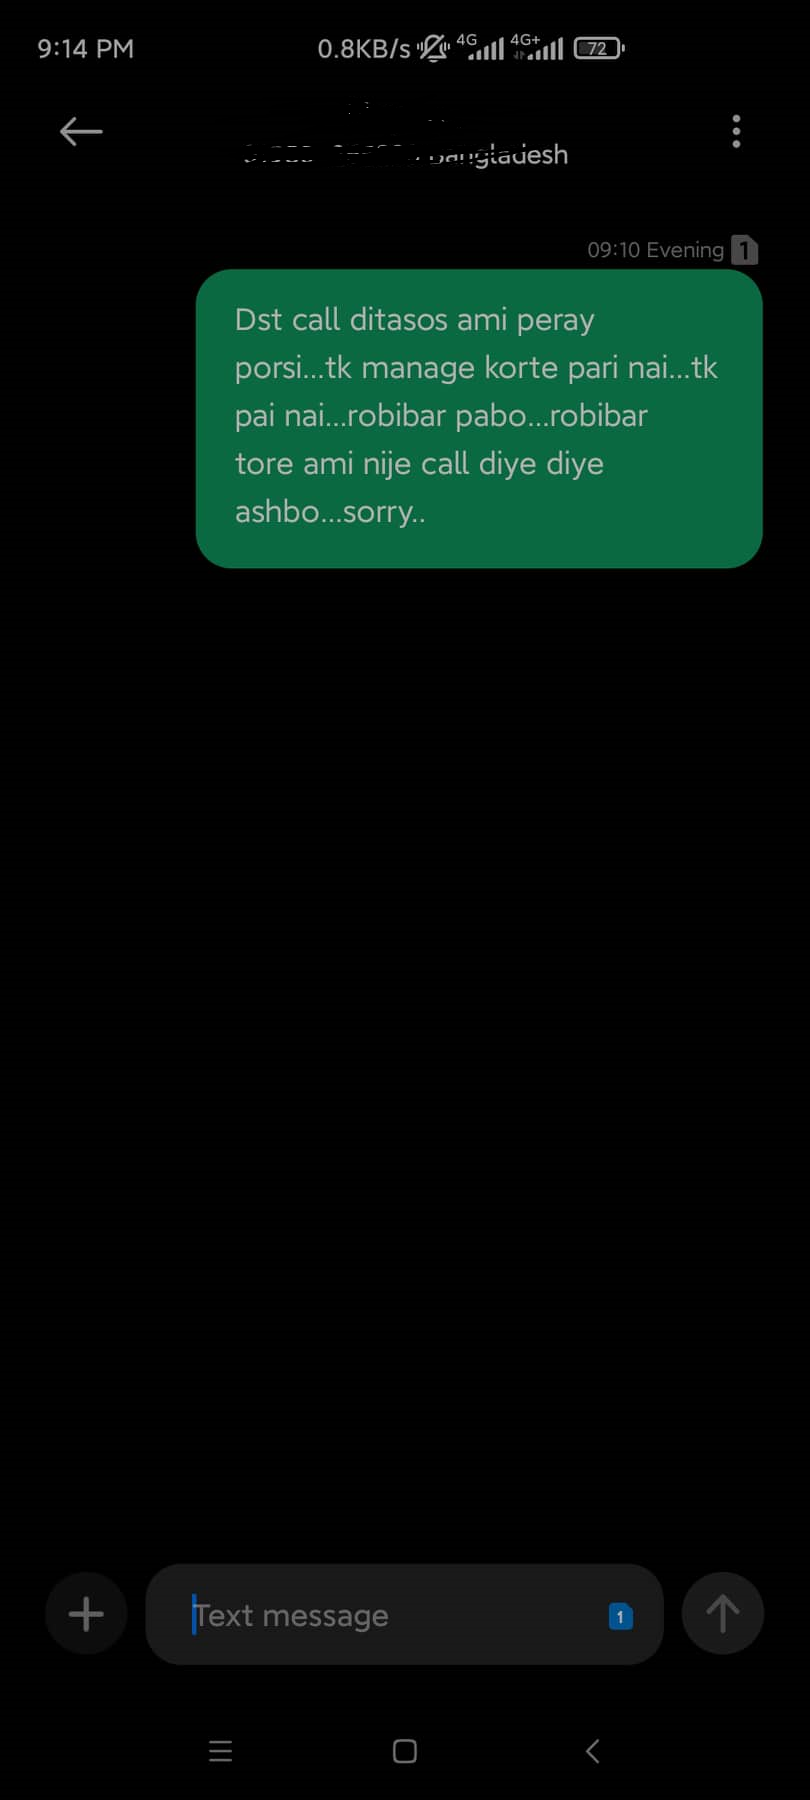 9:14 PM
0.8KB/s 4G 4G+ 72
Bangladesh
09:10 Evening 1
Dst call ditasos ami peray
porsi...tk manage korte pari nai...tk
pai nai...robibar pabo...robibar
tore ami nije call diye diye
ashbo...sorry..
Text message 1